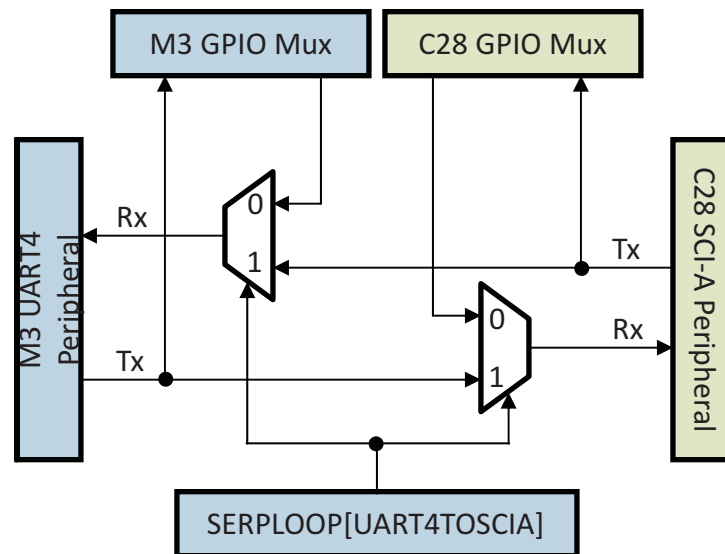 M3 GPIO Mux
C28 GPIO Mux
M3 UART4
Peripheral
C28 SCI-A Peripheral
Rx
0
1
Tx
0
1
Rx
Tx
SERPLOOP[UART4TOSCIA]